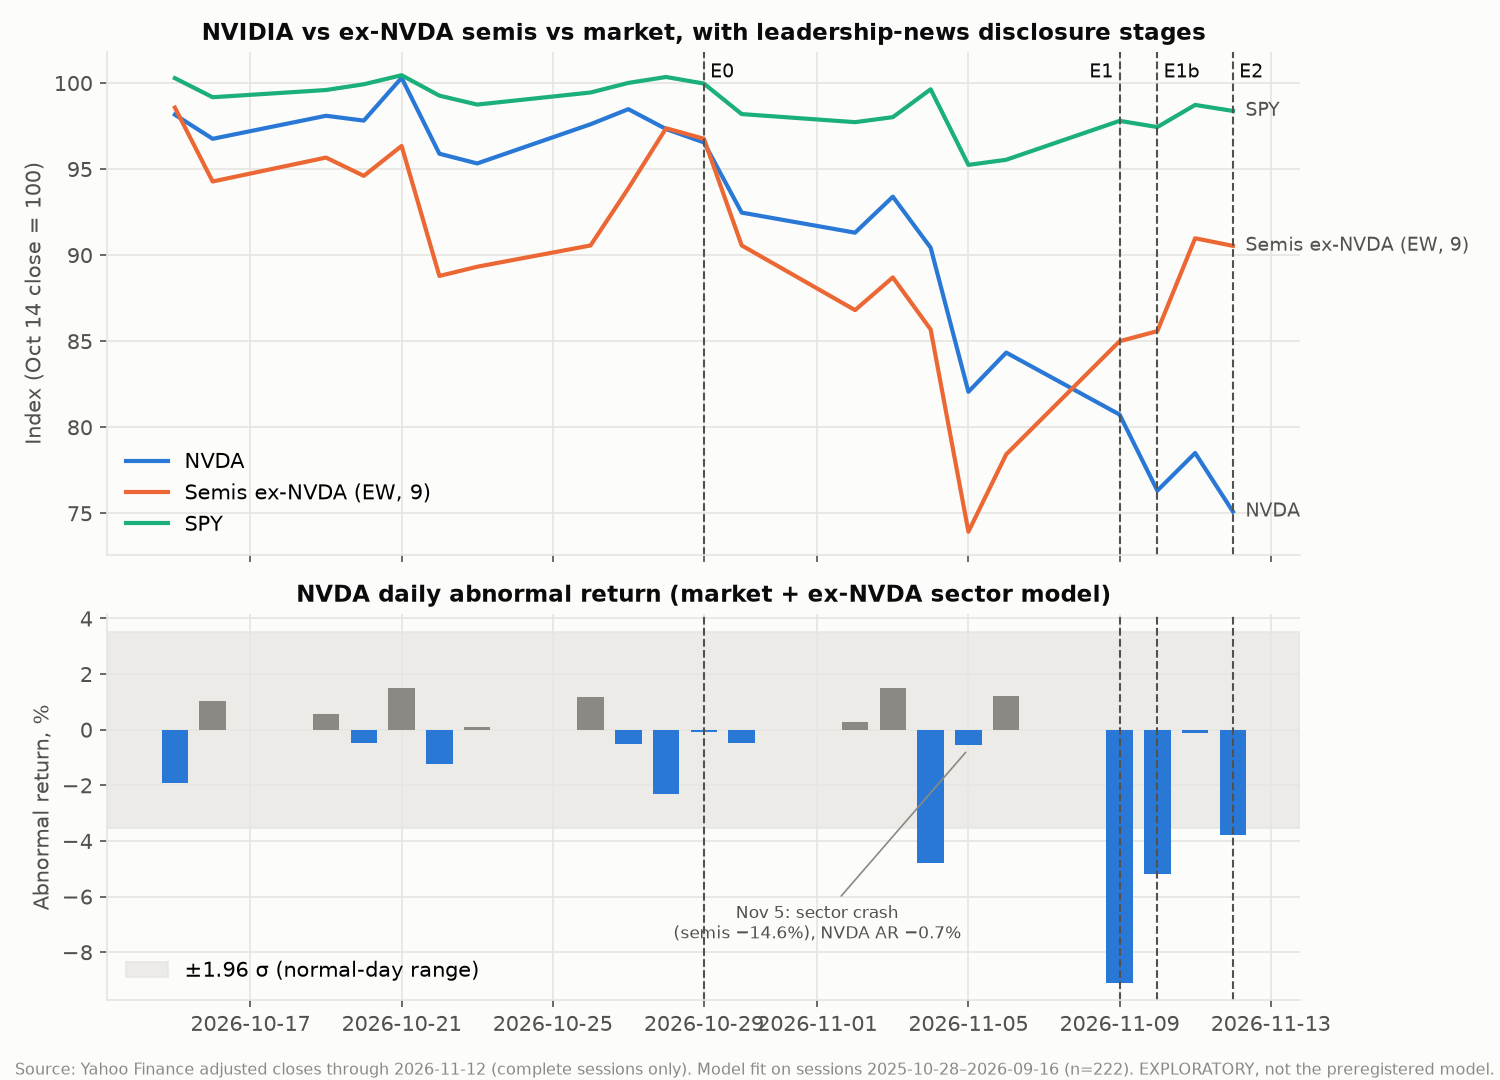 NVIDIA vs ex-NVDA semis vs market, with leadership-news disclosure stages
E0
E1
E1b
E2
100
95
90
85
80
75
Index (Oct 14 close = 100)
SPY
Semis ex-NVDA (EW, 9)
NVDA
NVDA
Semis ex-NVDA (EW, 9)
SPY
NVDA daily abnormal return (market + ex-NVDA sector model)
4
2
0
−2
−4
−6
−8
Abnormal return, %
Nov 5: sector crash
(semis −14.6%), NVDA AR −0.7%
±1.96 σ (normal-day range)
2026-10-17
2026-10-21
2026-10-25
2026-10-29
2026-11-01
2026-11-05
2026-11-09
2026-11-13
Source: Yahoo Finance adjusted closes through 2026-11-12 (complete sessions only). Model fit on sessions 2025-10-28–2026-09-16 (n=222). EXPLORATORY, not the preregistered model.